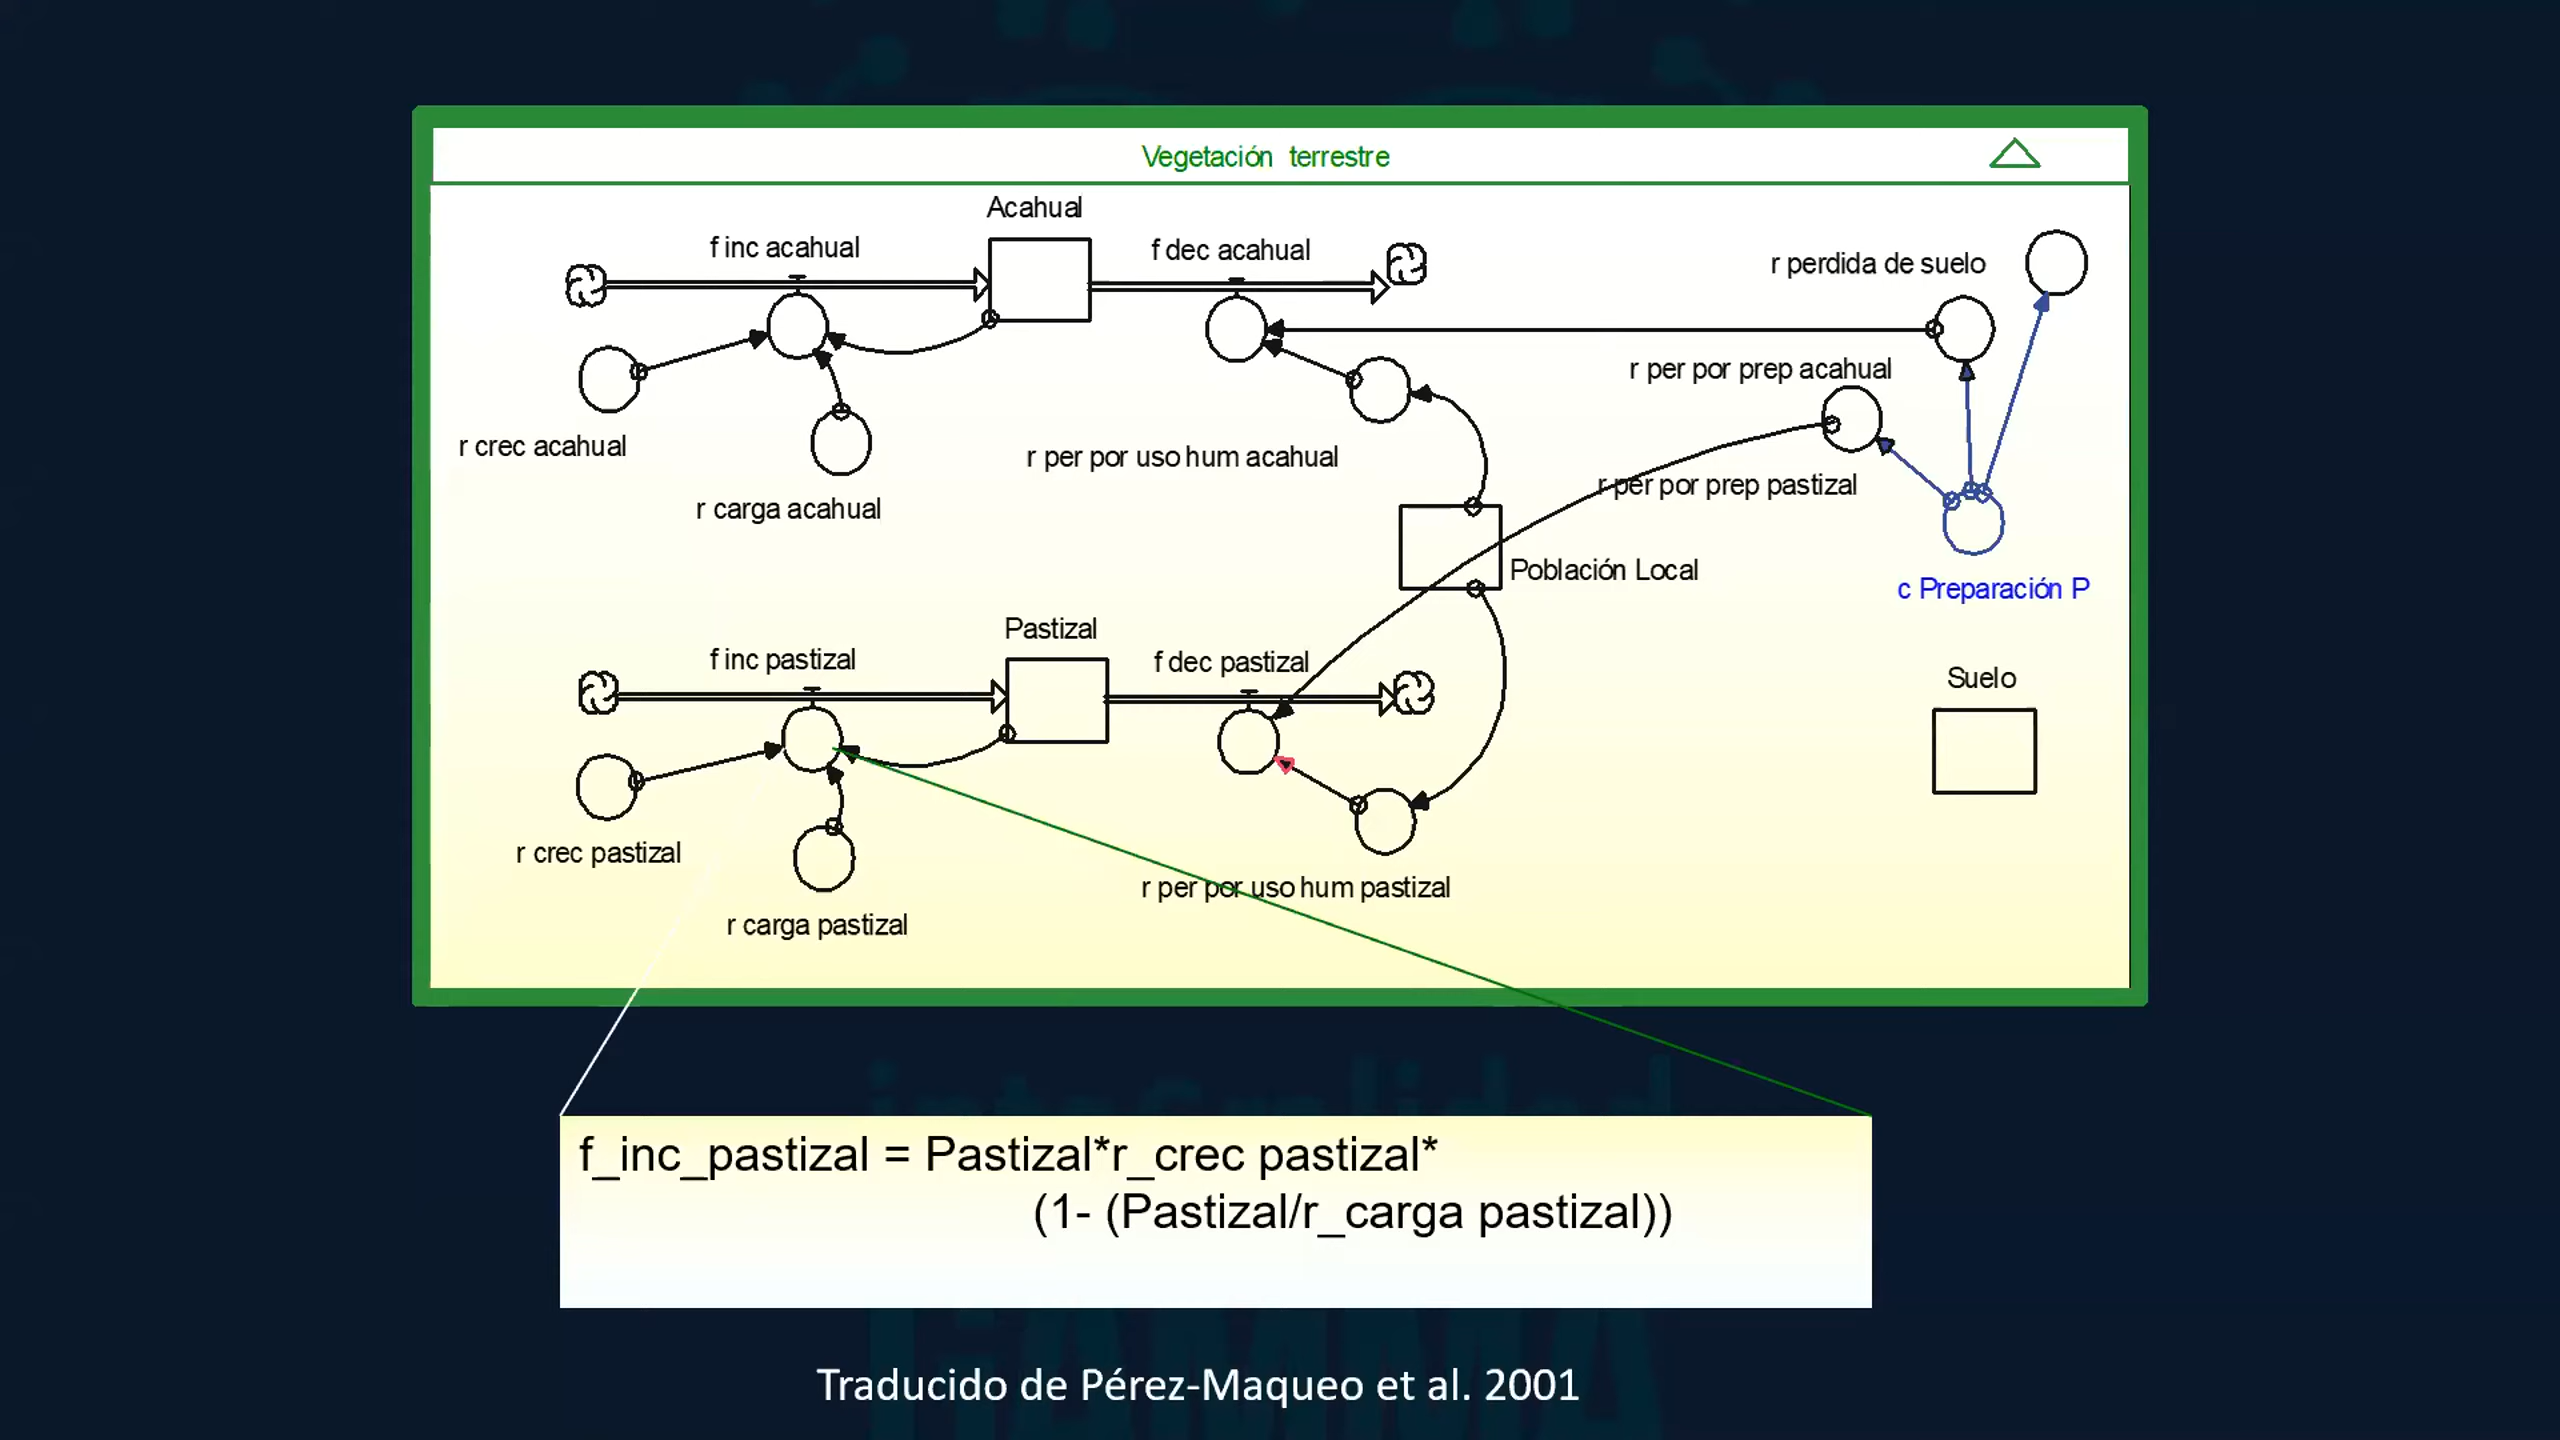 Vegetación terrestre
Acahual
f inc acahual
f dec acahual
r perdida de suelo
r per por prep acahual
r crec acahual
r per por uso hum acahual
r per por prep pastizal
r carga acahual
Población Local
c Preparación P
Pastizal
f inc pastizal
f dec pastizal
Suelo
r crec pastizal
r per por uso hum pastizal
r carga pastizal
f_inc_pastizal = Pastizal*r_crec pastizal*
(1- (Pastizal/r_carga pastizal))
Traducido de Pérez-Maqueo et al. 2001